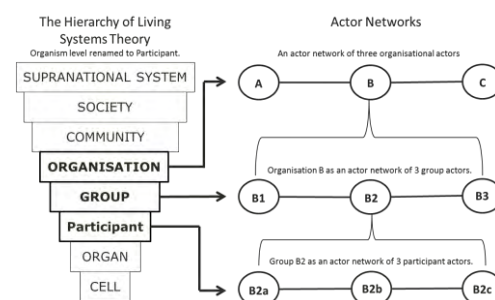 The Hierarchy of Living
Systems Theory
Organism level renamed to Participant.
SUPRANATIONAL SYSTEM
SOCIETY
COMMUNITY
ORGANISATION
GROUP
Participant
ORGAN
CELL
Actor Networks
An actor network of three organisational actors
A
B
C
Organisation B as an actor network of 3 group actors.
B1
B2
B3
Group B2 as an actor network of 3 participant actors.
B2a
B2b
B2c